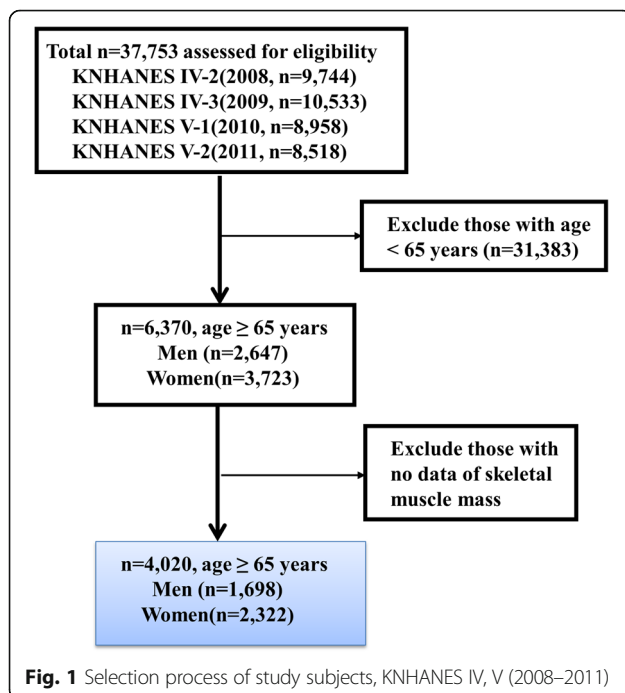 Total n=37,753 assessed for eligibility
KNHANES IV-2(2008, n=9,744)
KNHANES IV-3(2009, n=10,533)
KNHANES V-1(2010, n=8,958)
KNHANES V-2(2011, n=8,518)
Exclude those with age
< 65 years (n=31,383)
n=6,370, age ≥ 65 years
Men (n=2,647)
Women(n=3,723)
Exclude those with
no data of skeletal
muscle mass
n=4,020, age ≥ 65 years
Men (n=1,698)
Women(n=2,322)
Fig. 1 Selection process of study subjects, KNHANES IV, V (2008–2011)